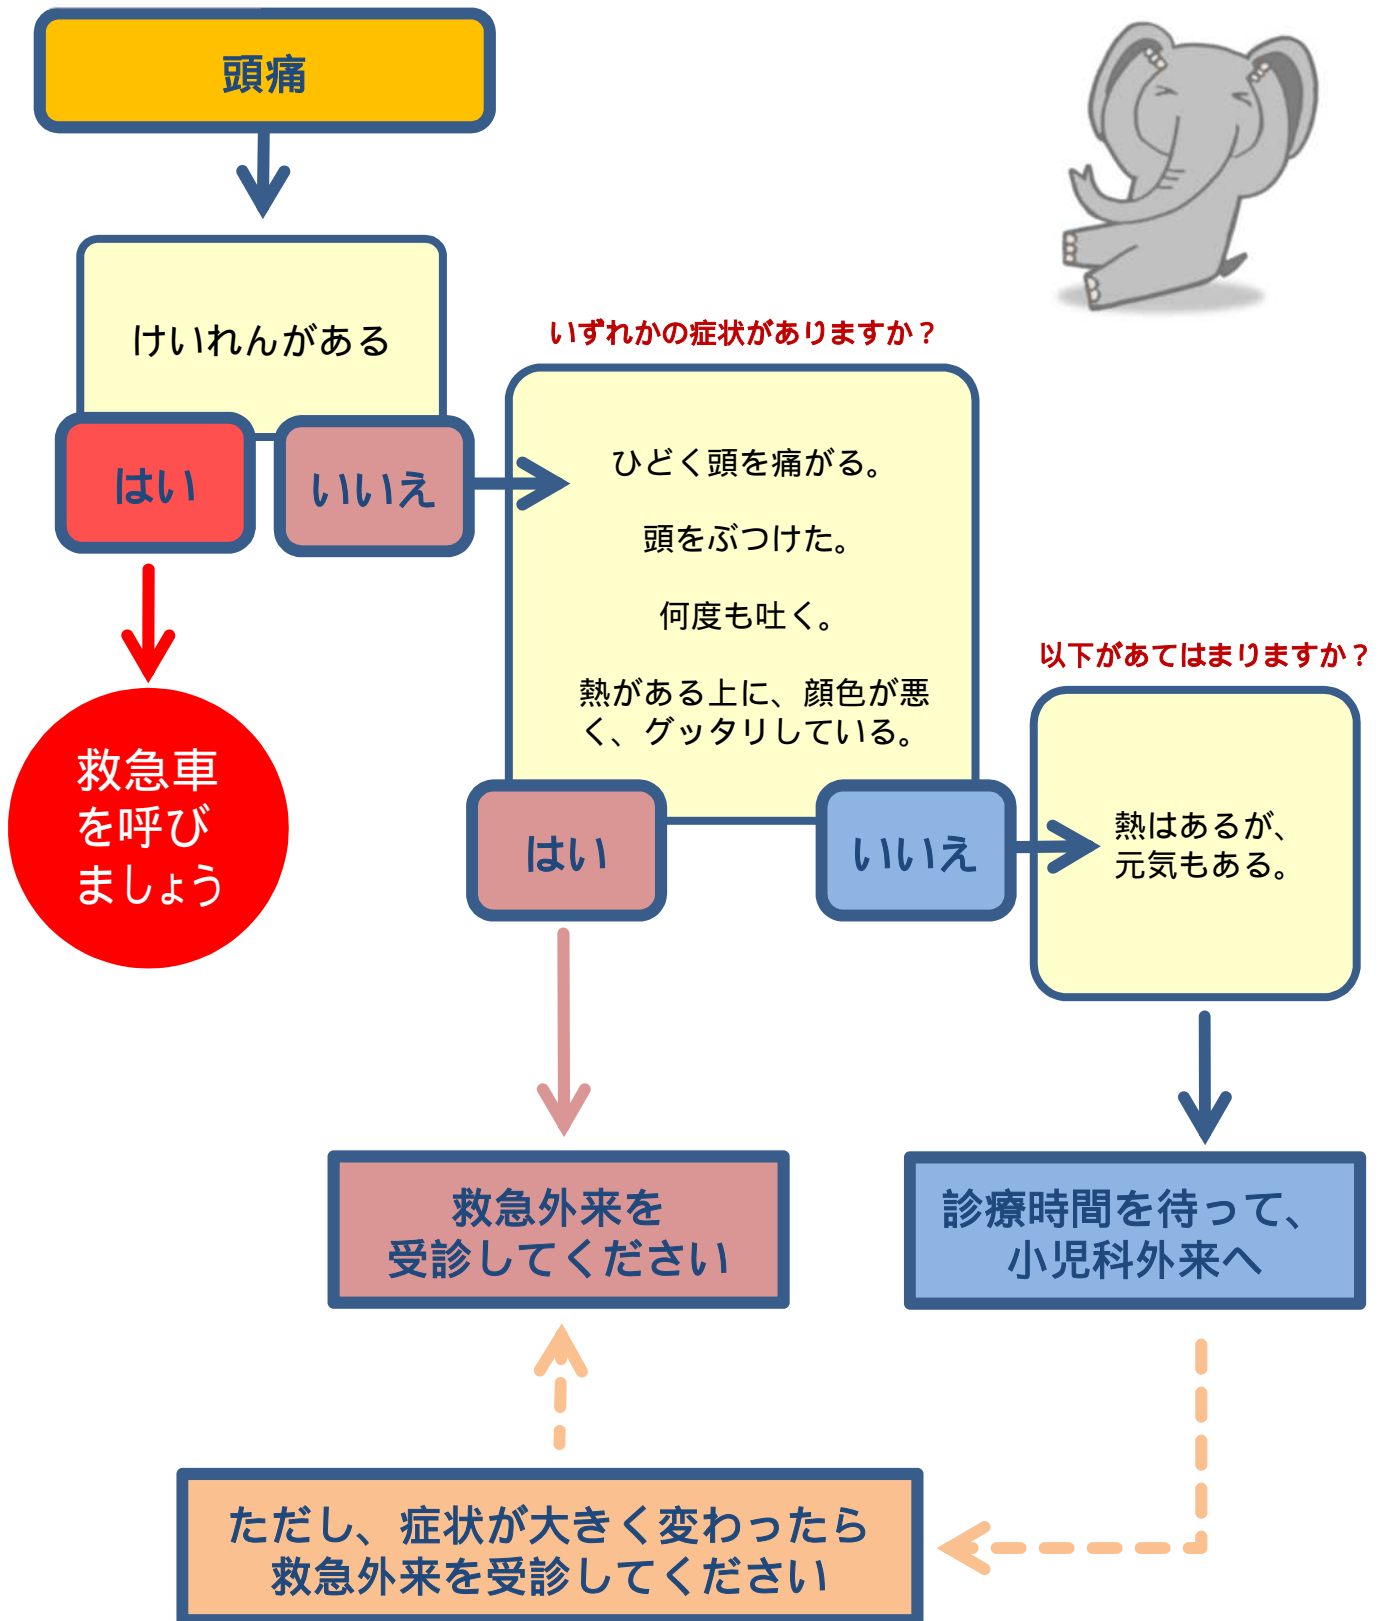 頭痛
けいれんがある
はい
いいえ
救急車
を呼び
ましょう
いずれかの症状がありますか？
ひどく頭を痛がる。
頭をぶつけた。
何度も吐く。
熱がある上に、顔色が悪
く、グッタリしている。
はい
いいえ
以下があてはまりますか？
熱はあるが、
元気もある。
救急外来を
受診してください
診療時間を待って、
小児科外来へ
ただし、症状が大きく変わったら
救急外来を受診してください